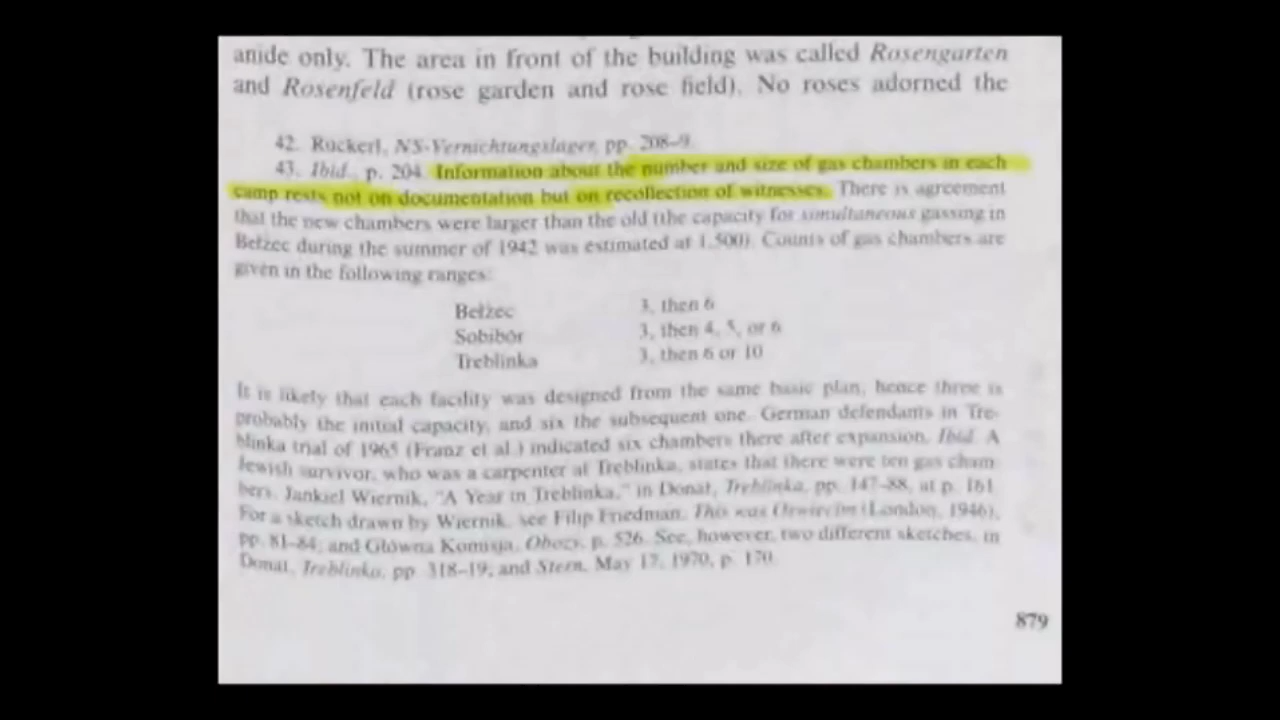 anide only. The area in front of the building was called Rosengarten
and Rosenfeld (rose garden and rose field). No roses adorned the
42. Rückerl, NS-Vernichtungslager, pp. 208–9.
43. Ibid., p. 204. Information about the number and size of gas chambers in each
camp rests not on documentation but on recollection of witnesses. There is agreement
that the new chambers were larger than the old (the capacity for simultaneous gassing in
Bełżec during the summer of 1942 was estimated at 1,500). Counts of gas chambers are
given in the following ranges:
Bełżec 3, then 6
Sobibór 3, then 4, 5, or 6
Treblinka 3, then 6 or 10
It is likely that each facility was designed from the same basic plan, hence three is
probably the initial capacity, and six the subsequent one. German defendants in Tre-
blinka trial of 1965 (Franz et al.) indicated six chambers there after expansion. Ibid. A
Jewish survivor, who was a carpenter at Treblinka, states that there were ten gas cham-
bers. Jankiel Wiernik, "A Year in Treblinka," in Donat, Treblinka, pp. 147–88, at p. 161.
For a sketch drawn by Wiernik, see Filip Friedman, This was Oswiecim (London, 1946),
pp. 81–84; and Główna Komisja, Obozy, p. 526. See, however, two different sketches, in
Donat, Treblinka, pp. 318–19; and Stern, May 17, 1970, p. 170.
879